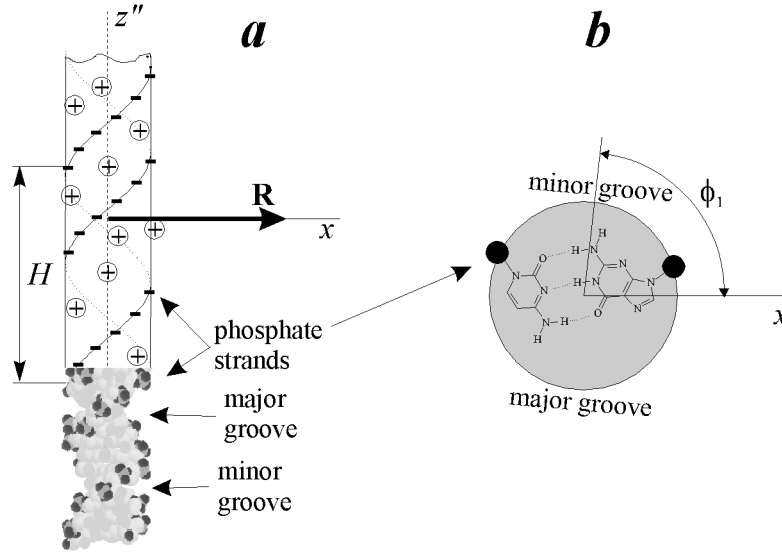 z"
a
b
H
R
x
phosphate
strands
major
groove
minor
groove
minor groove
ϕ₁
H
N
H
O
N
N
N
H
N
N
N
N
H
O
N
H
x
major groove